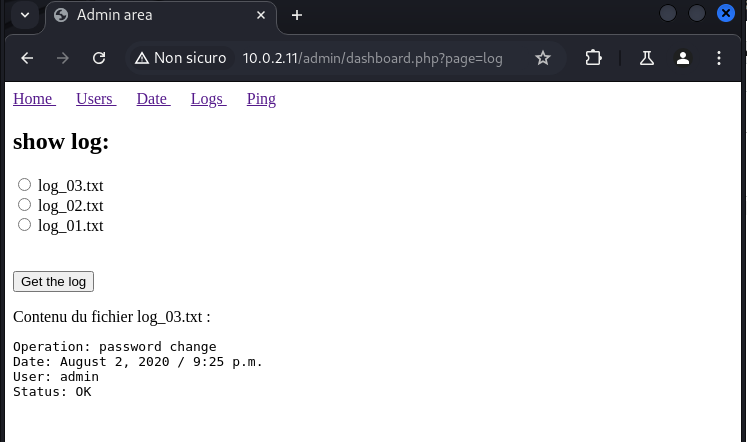 Admin area
Non sicuro 10.0.2.11/admin/dashboard.php?page=log
Home Users Date Logs Ping
show log:
log_03.txt
log_02.txt
log_01.txt
Get the log
Contenu du fichier log_03.txt :
Operation: password change
Date: August 2, 2020 / 9:25 p.m.
User: admin
Status: OK